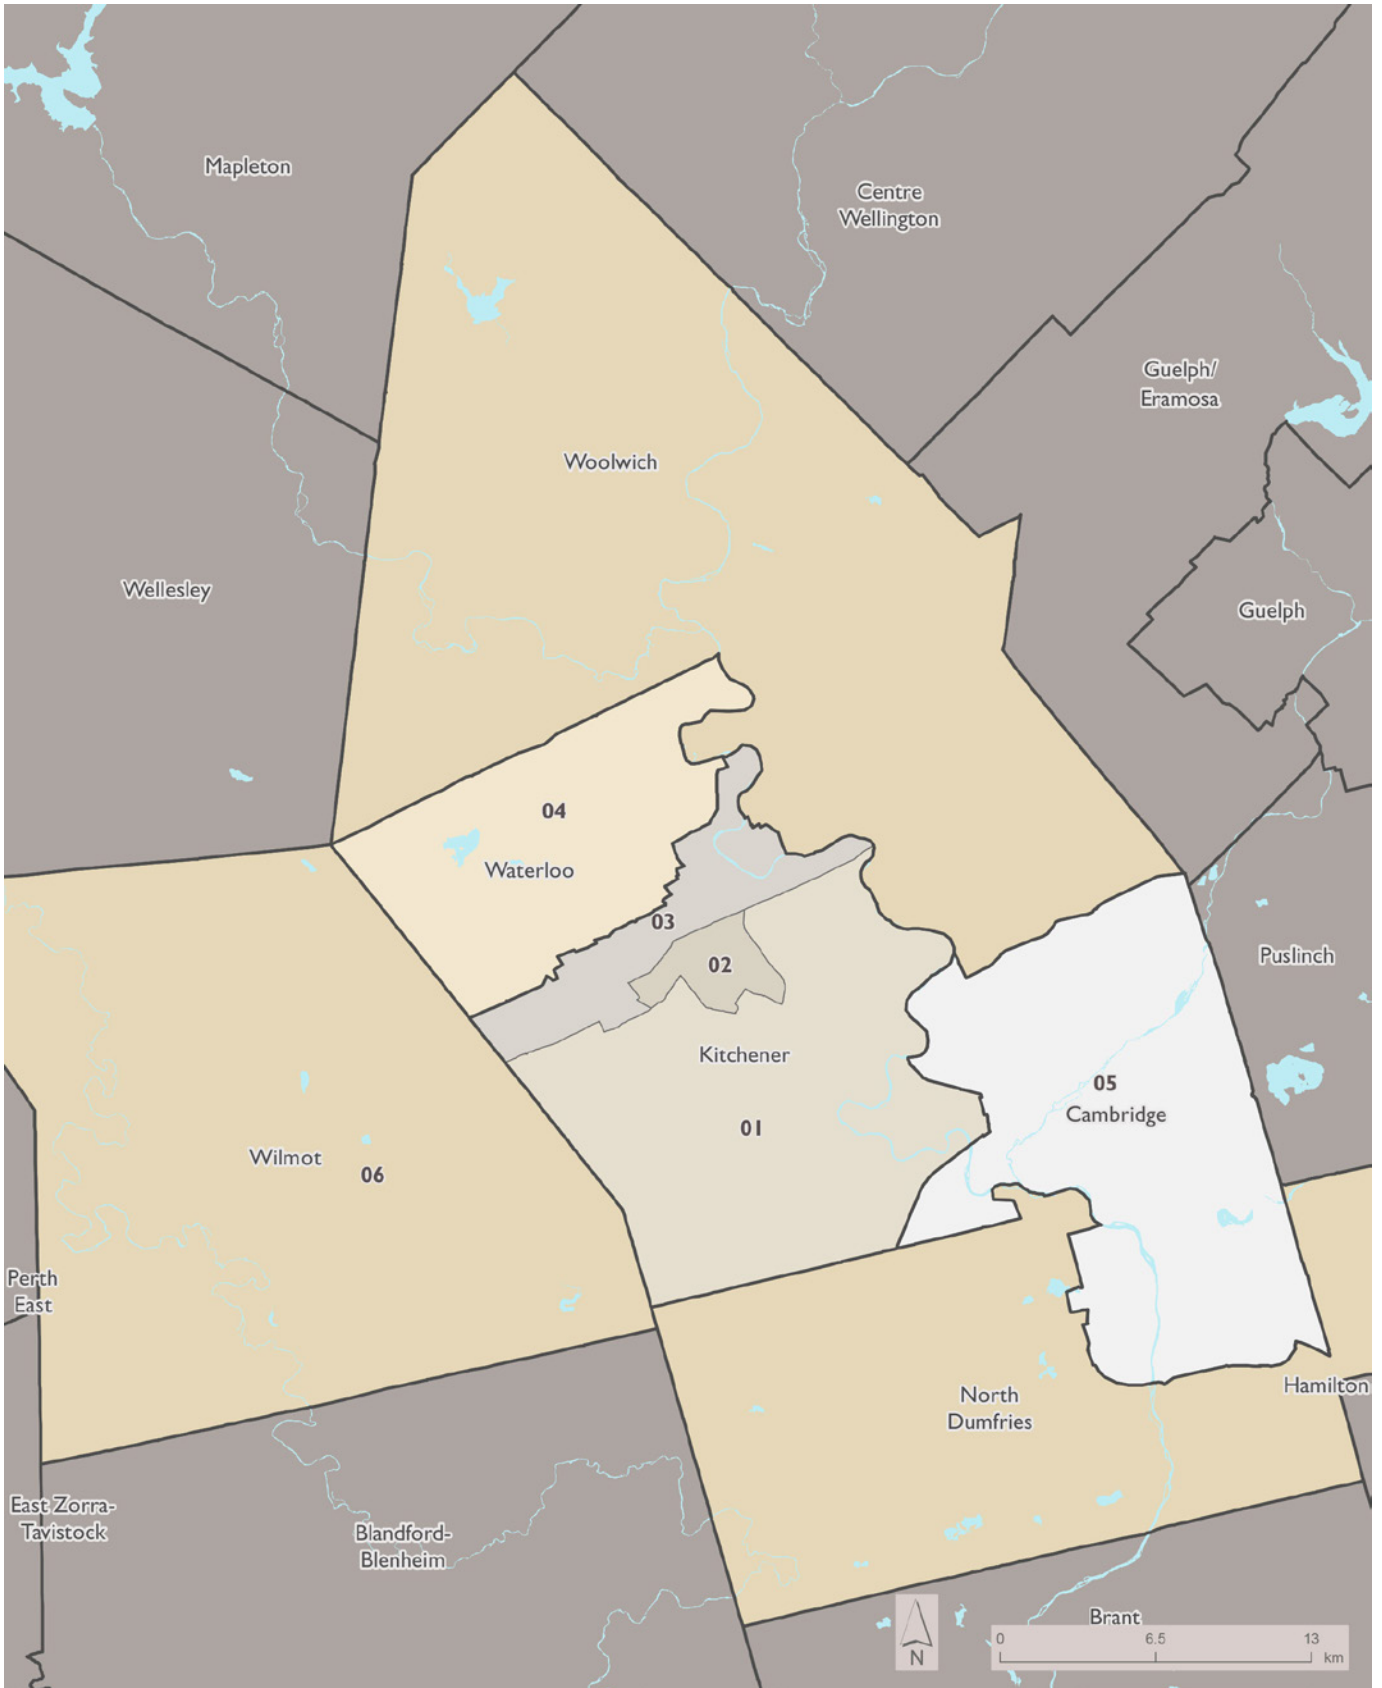 Mapleton
Centre
Wellington
Guelph/
Eramosa
Woolwich
Wellesley
Guelph
04
Waterloo
03
02
Puslinch
Kitchener
05
Cambridge
01
Wilmot
06
Perth
East
Hamilton
North
Dumfries
East Zorra-
Tavistock
Blandford-
Blenheim
Brant
N
0 6.5 13
km